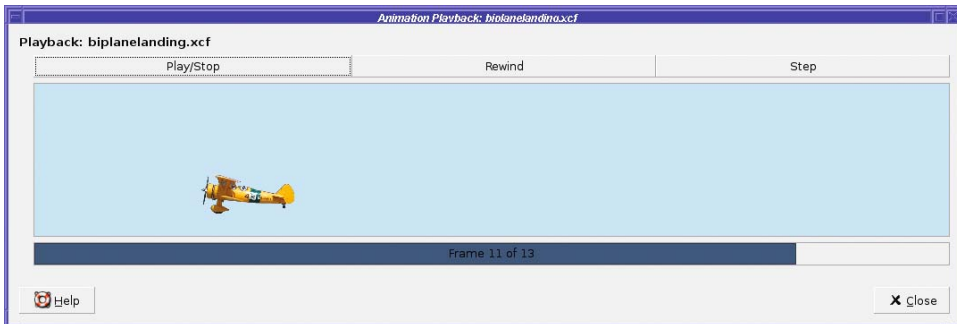 Animation Playback: biplanelanding.xcf
Playback: biplanelanding.xcf
Play/Stop Rewind Step
Frame 11 of 13
Help Close